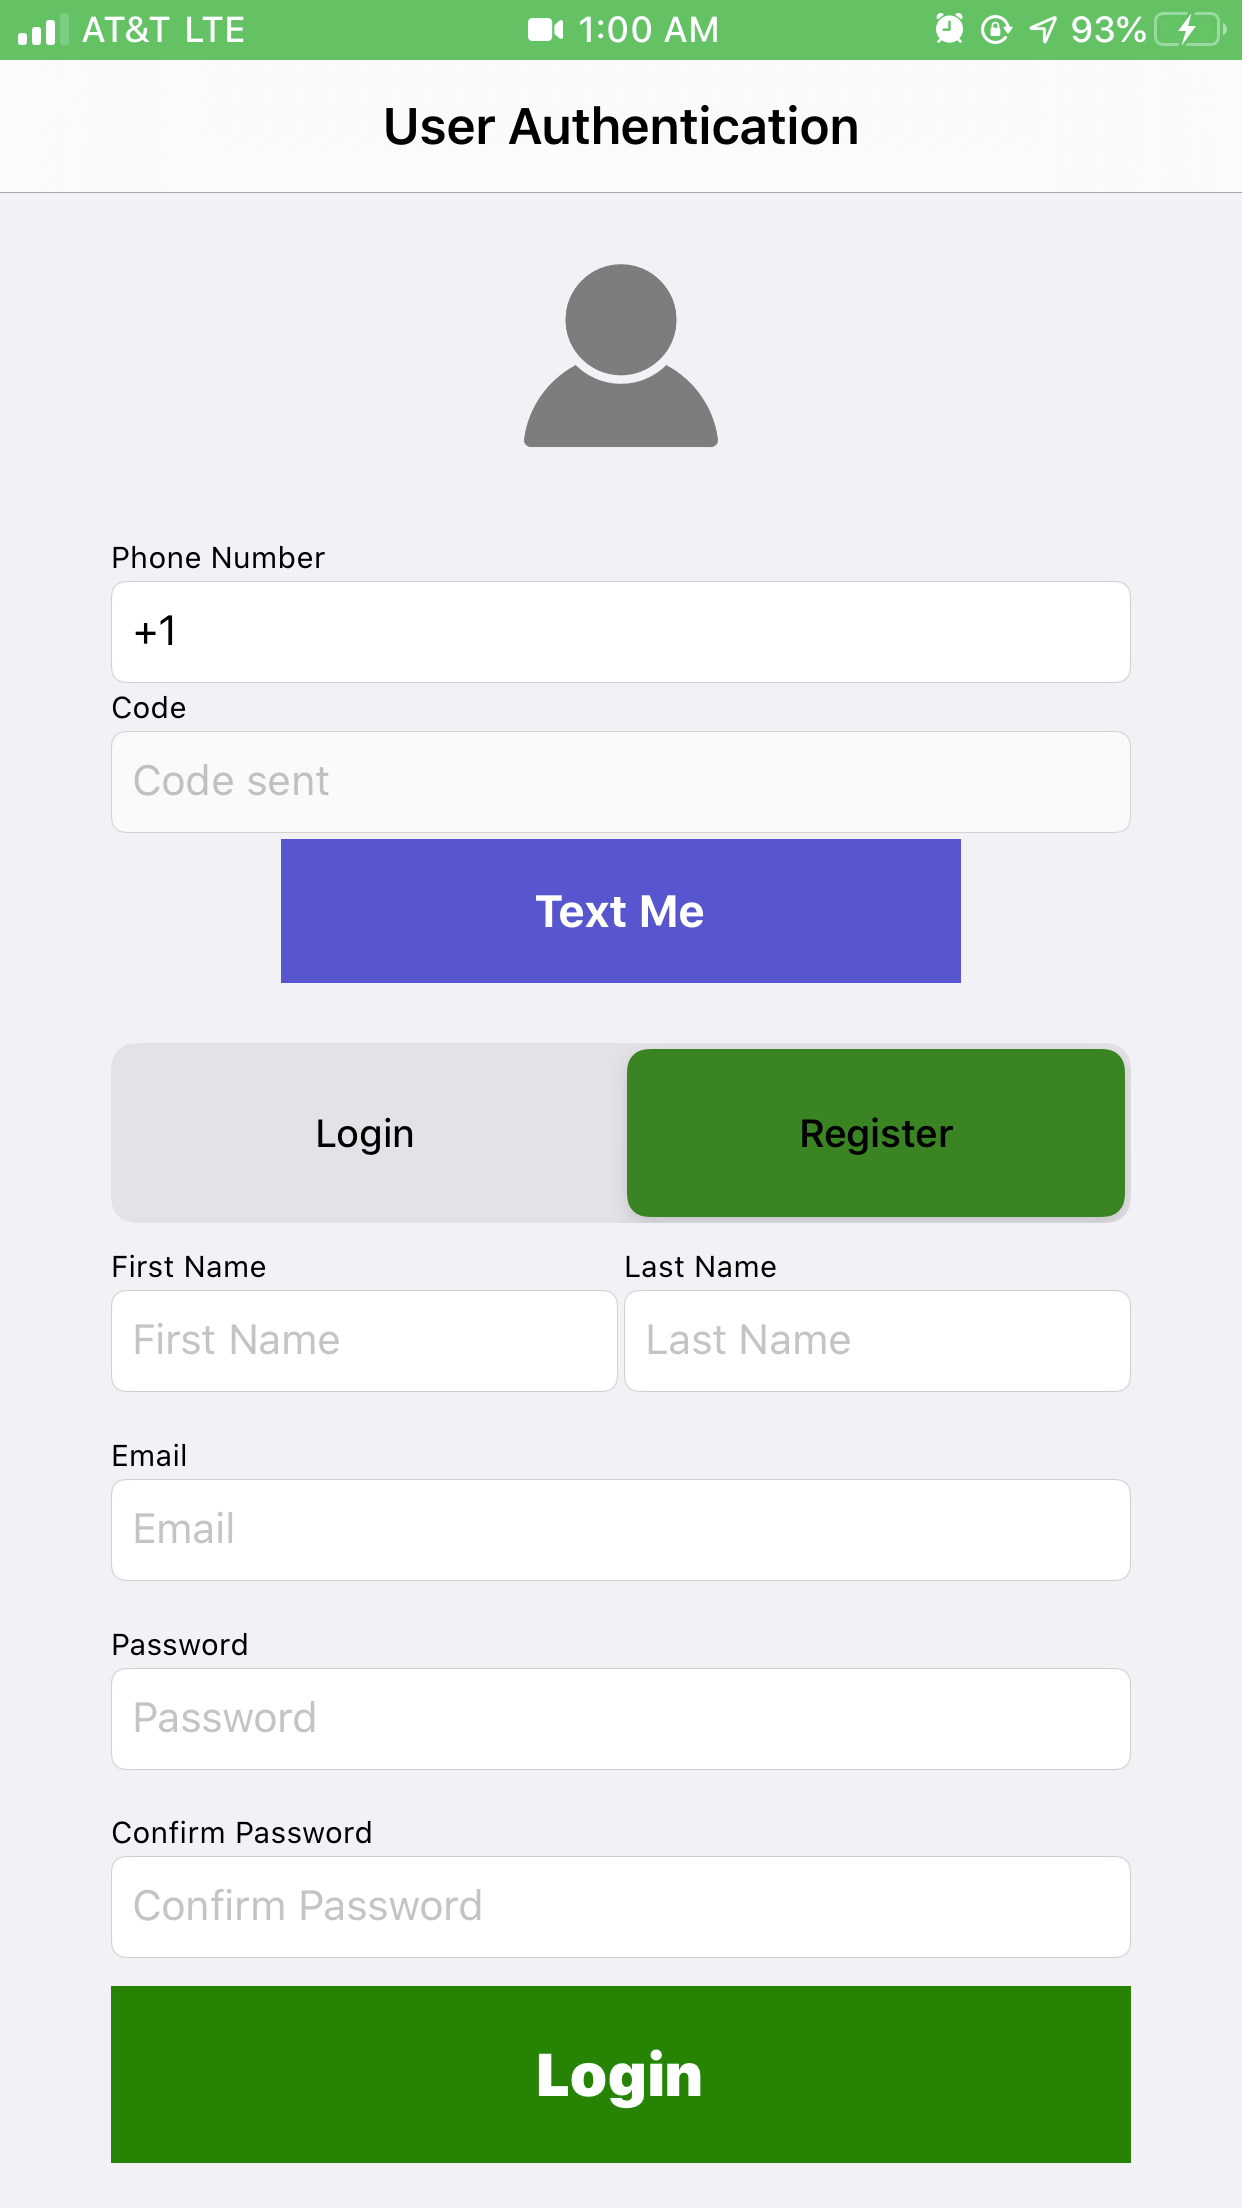 AT&T LTE 1:00 AM 93%
User Authentication
Phone Number
+1
Code
Code sent
Text Me
Login Register
First Name Last Name
First Name Last Name
Email
Email
Password
Password
Confirm Password
Confirm Password
Login